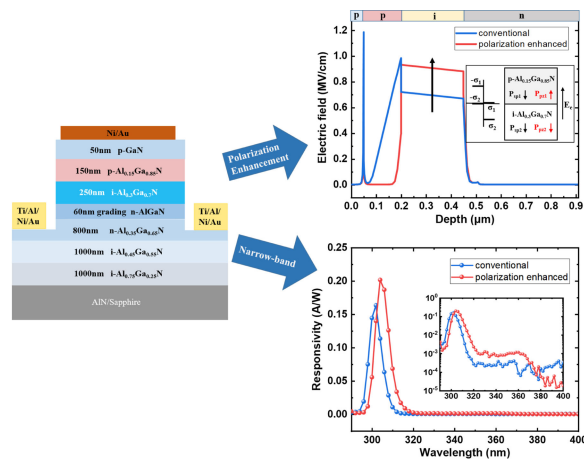 Ni/Au
50nm p-GaN
150nm p-Al0.15Ga0.85N
250nm i-Al0.3Ga0.7N
Ti/Al/
Ni/Au
60nm grading n-AlGaN
Ti/Al/
Ni/Au
800nm n-Al0.35Ga0.65N
1000nm i-Al0.45Ga0.55N
1000nm i-Al0.75Ga0.25N
AlN/Sapphire
Polarization
Enhancement
Narrow-band
p p i n
conventional
polarization enhanced
Electric field (MV/cm)
1.2
1.0
0.8
0.6
0.4
0.2
0.0
0.0 0.1 0.2 0.3 0.4 0.5 0.6 0.7 0.8 0.9
Depth (μm)
-σ1
-σ2
σ1
σ2
p-Al0.15Ga0.85N
Psp1 Ppz1
i-Al0.3Ga0.7N
Psp2 Ppz2
conventional
polarization enhanced
Responsivity (A/W)
0.25
0.20
0.15
0.10
0.05
0.00
300 320 340 360 380 400
Wavelength (nm)
10^0
10^-1
10^-2
10^-3
10^-4
10^-5
300 320 340 360 380 400